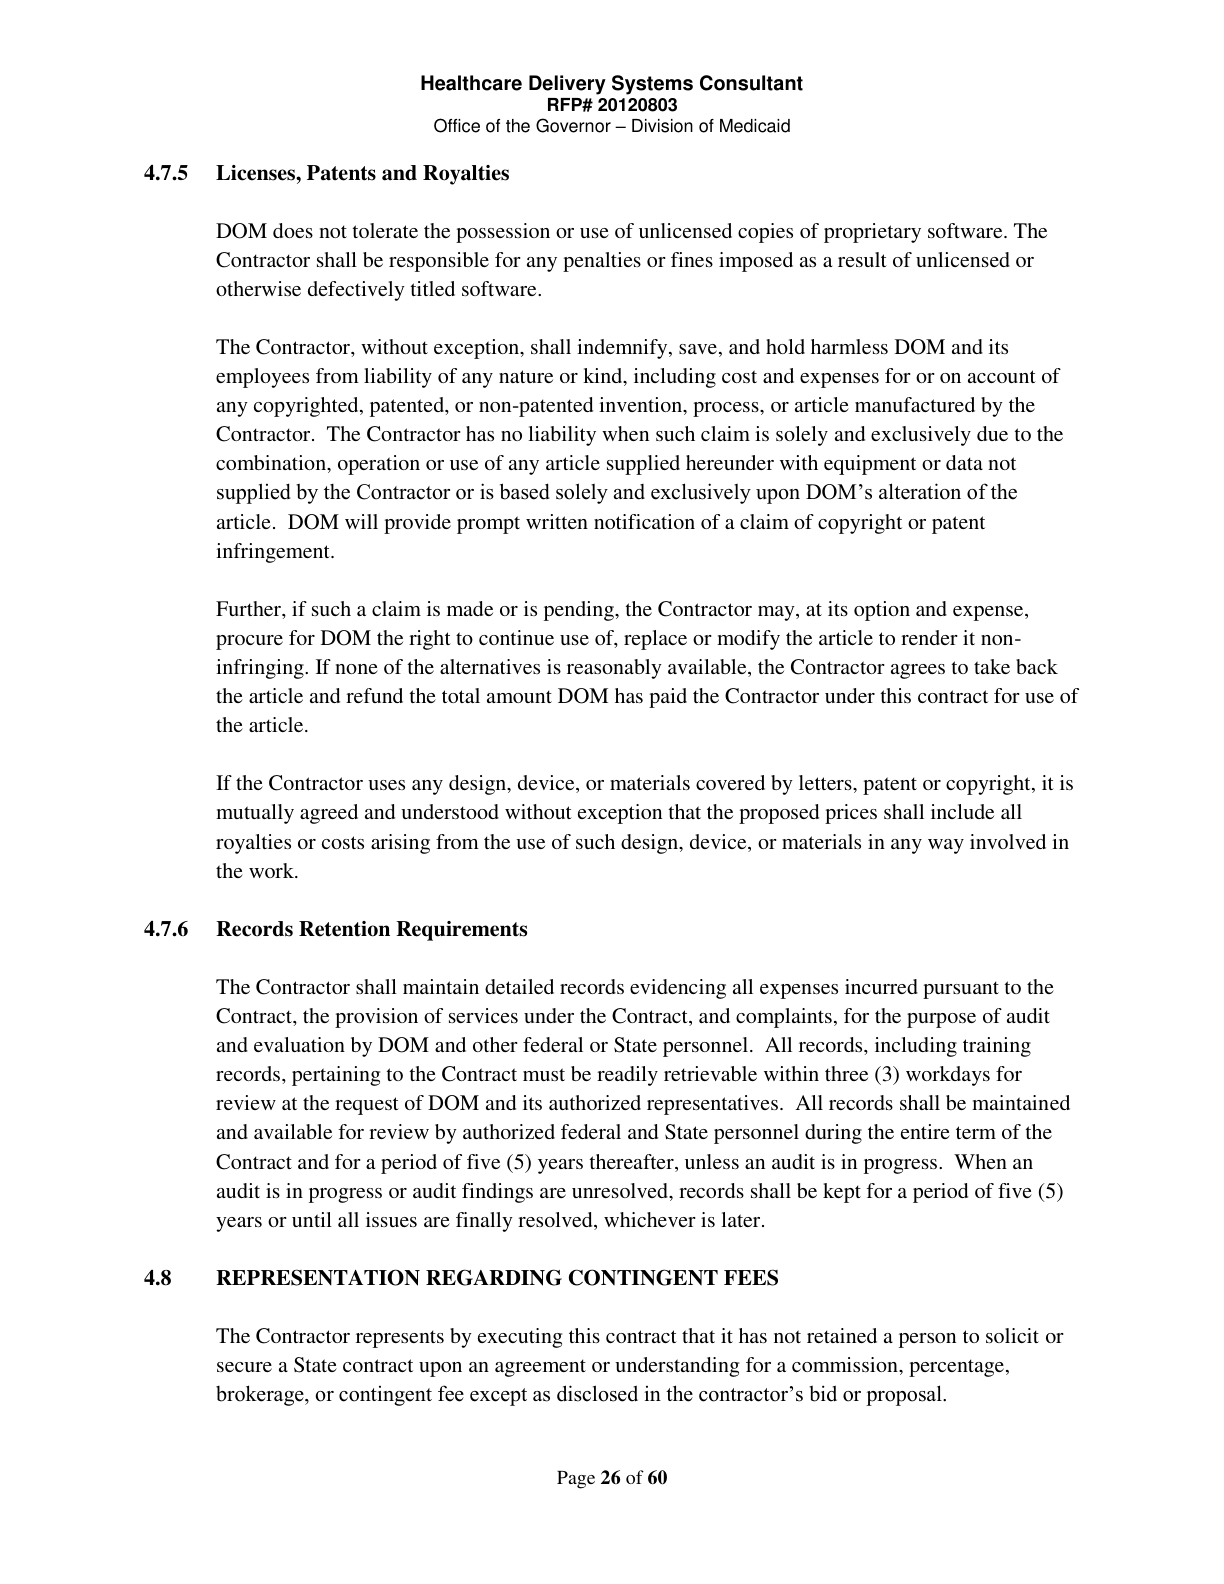 Healthcare Delivery Systems Consultant
RFP# 20120803
Office of the Governor – Division of Medicaid
4.7.5 Licenses, Patents and Royalties
DOM does not tolerate the possession or use of unlicensed copies of proprietary software. The
Contractor shall be responsible for any penalties or fines imposed as a result of unlicensed or
otherwise defectively titled software.
The Contractor, without exception, shall indemnify, save, and hold harmless DOM and its
employees from liability of any nature or kind, including cost and expenses for or on account of
any copyrighted, patented, or non-patented invention, process, or article manufactured by the
Contractor.  The Contractor has no liability when such claim is solely and exclusively due to the
combination, operation or use of any article supplied hereunder with equipment or data not
supplied by the Contractor or is based solely and exclusively upon DOM’s alteration of the
article.  DOM will provide prompt written notification of a claim of copyright or patent
infringement.
Further, if such a claim is made or is pending, the Contractor may, at its option and expense,
procure for DOM the right to continue use of, replace or modify the article to render it non-
infringing. If none of the alternatives is reasonably available, the Contractor agrees to take back
the article and refund the total amount DOM has paid the Contractor under this contract for use of
the article.
If the Contractor uses any design, device, or materials covered by letters, patent or copyright, it is
mutually agreed and understood without exception that the proposed prices shall include all
royalties or costs arising from the use of such design, device, or materials in any way involved in
the work.
4.7.6 Records Retention Requirements
The Contractor shall maintain detailed records evidencing all expenses incurred pursuant to the
Contract, the provision of services under the Contract, and complaints, for the purpose of audit
and evaluation by DOM and other federal or State personnel.  All records, including training
records, pertaining to the Contract must be readily retrievable within three (3) workdays for
review at the request of DOM and its authorized representatives.  All records shall be maintained
and available for review by authorized federal and State personnel during the entire term of the
Contract and for a period of five (5) years thereafter, unless an audit is in progress.  When an
audit is in progress or audit findings are unresolved, records shall be kept for a period of five (5)
years or until all issues are finally resolved, whichever is later.
4.8 REPRESENTATION REGARDING CONTINGENT FEES
The Contractor represents by executing this contract that it has not retained a person to solicit or
secure a State contract upon an agreement or understanding for a commission, percentage,
brokerage, or contingent fee except as disclosed in the contractor’s bid or proposal.
Page 26 of 60